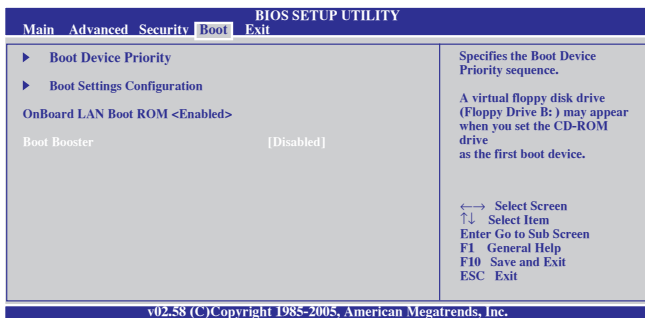 BIOS SETUP UTILITY
Main Advanced Security Boot Exit
Boot Device Priority
Boot Settings Configuration
OnBoard LAN Boot ROM <Enabled>
Boot Booster [Disabled]
Specifies the Boot Device
Priority sequence.
A virtual floppy disk drive
(Floppy Drive B: ) may appear
when you set the CD-ROM
drive
as the first boot device.
←→ Select Screen
↑↓ Select Item
Enter Go to Sub Screen
F1 General Help
F10 Save and Exit
ESC Exit
v02.58 (C)Copyright 1985-2005, American Megatrends, Inc.